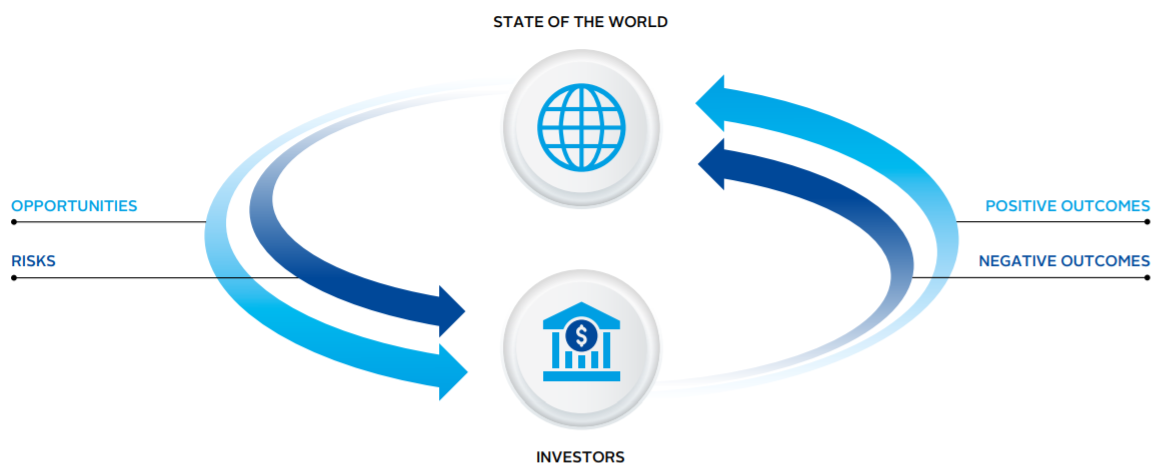 STATE OF THE WORLD
OPPORTUNITIES
POSITIVE OUTCOMES
RISKS
NEGATIVE OUTCOMES
$
INVESTORS